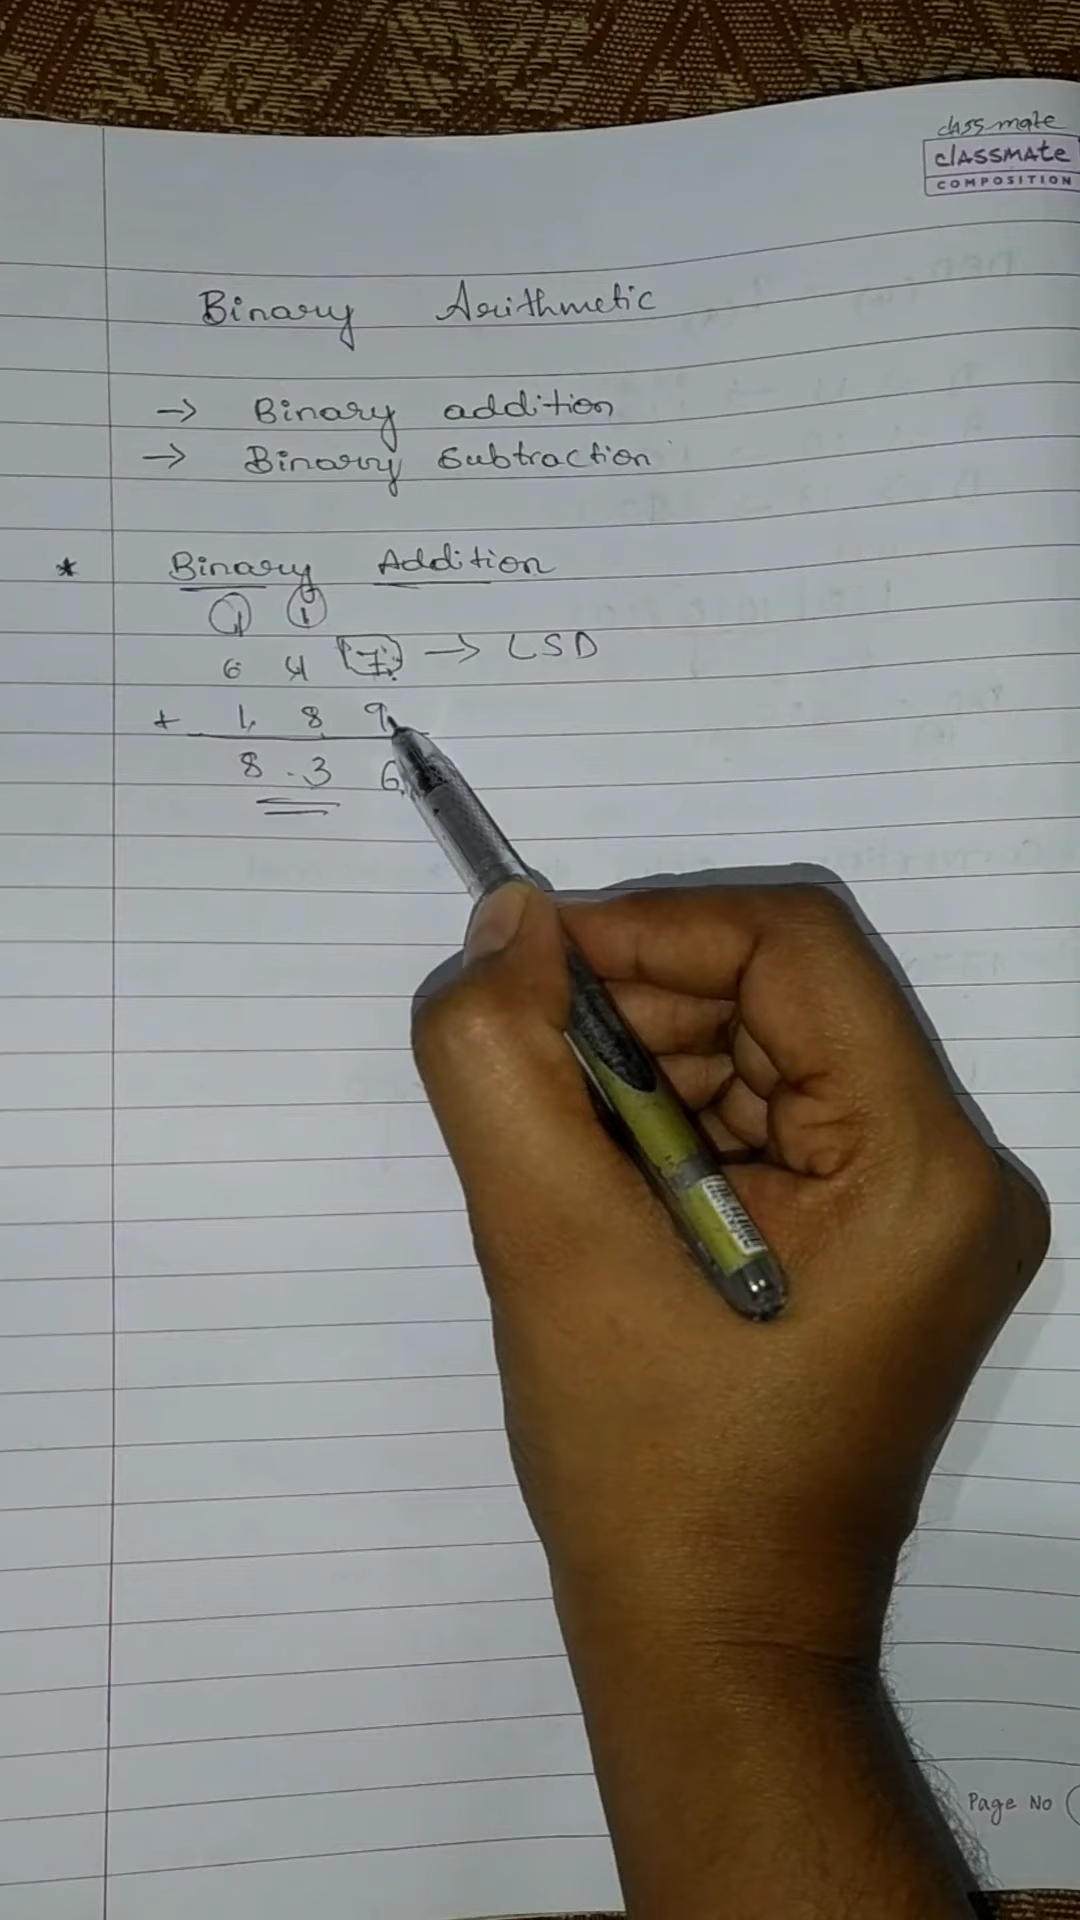 classmate
CLASSMATE
COMPOSITION
Binary Arithmetic
→ Binary addition
→ Binary Subtraction
* Binary Addition
1 1
6 4 7 → LSD
+ 1 8 9
8 3 6
Page No